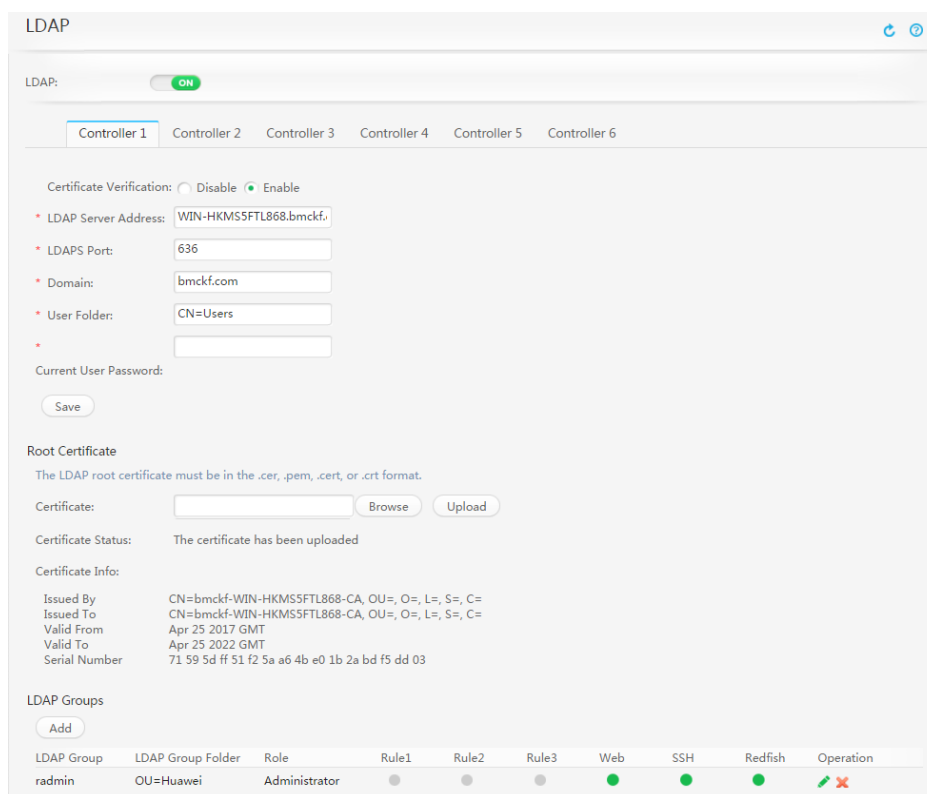 LDAP
LDAP: ON
Controller 1 Controller 2 Controller 3 Controller 4 Controller 5 Controller 6
Certificate Verification: Disable Enable
* LDAP Server Address: WIN-HKMS5FTL868.bmckf.
* LDAPS Port: 636
* Domain: bmckf.com
* User Folder: CN=Users
*
Current User Password:
Save
Root Certificate
The LDAP root certificate must be in the .cer, .pem, .cert, or .crt format.
Certificate: Browse Upload
Certificate Status: The certificate has been uploaded
Certificate Info:
Issued By CN=bmckf-WIN-HKMS5FTL868-CA, OU=, O=, L=, S=, C=
Issued To CN=bmckf-WIN-HKMS5FTL868-CA, OU=, O=, L=, S=, C=
Valid From Apr 25 2017 GMT
Valid To Apr 25 2022 GMT
Serial Number 71 59 5d ff 51 f2 5a a6 4b e0 1b 2a bd f5 dd 03
LDAP Groups
Add
LDAP Group LDAP Group Folder Role Rule1 Rule2 Rule3 Web SSH Redfish Operation
radmin OU=Huawei Administrator